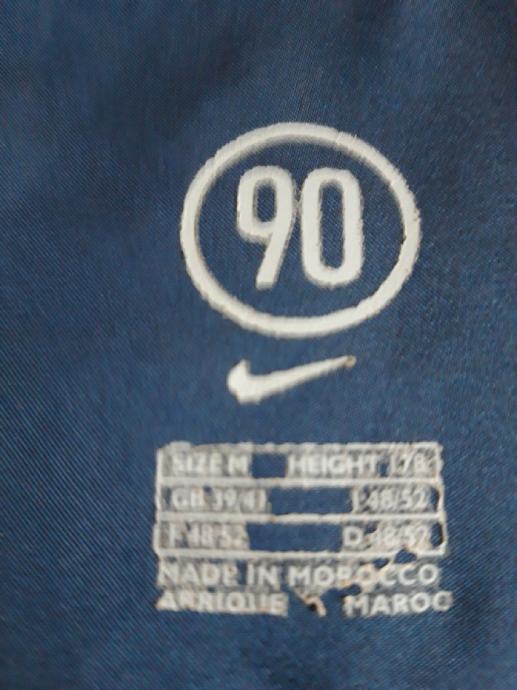 90
SIZE M HEIGHT 178
GB 39/41 I 48/52
F 48/52 D 48/52
MADE IN MOROCCO
MAROC